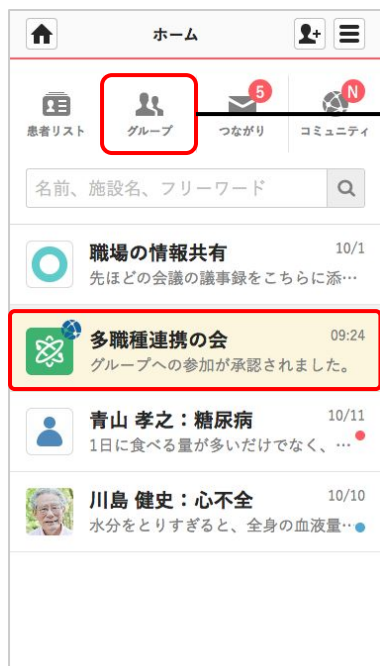 ホーム
患者リスト
グループ
5
つながり
N
コミュニティ
名前、施設名、フリーワード
職場の情報共有
10/1
先ほどの会議の議事録をこちらに添…
多職種連携の会
09:24
グループへの参加が承認されました。
青山 孝之：糖尿病
10/11
1日に食べる量が多いだけでなく、…
川島 健史：心不全
10/10
水分をとりすぎると、全身の血液量…